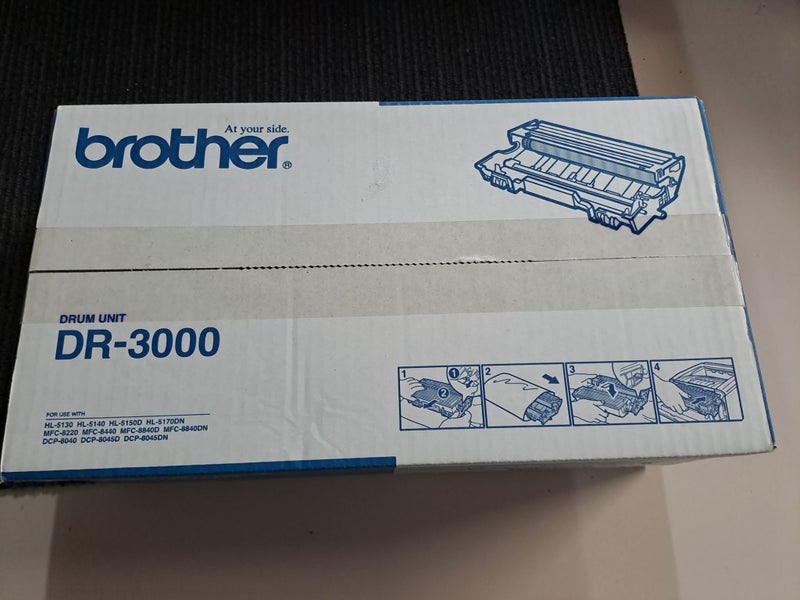 At your side.
brother®
DRUM UNIT
DR-3000
FOR USE WITH
HL-5130 HL-5140 HL-5150D HL-5170DN
MFC-8220 MFC-8440 MFC-8840D MFC-8840DN
DCP-8040 DCP-8045D DCP-8045DN
1
1
2
2
3
4